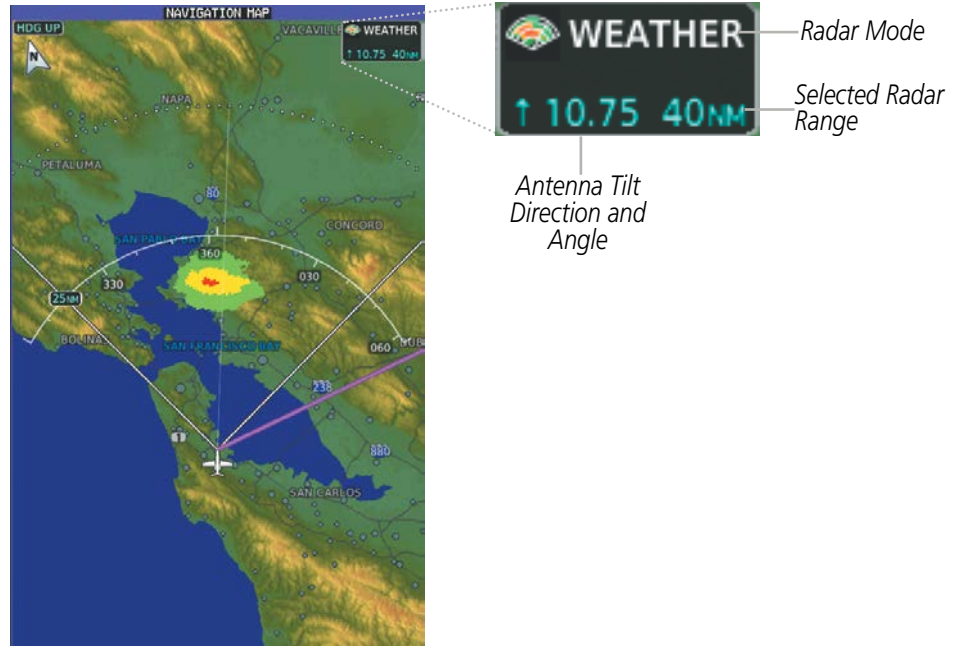 NAVIGATION MAP
HDG UP
VACAVILLE
WEATHER
↑ 10.75 40NM
N
NAPA
PETALUMA
80
CONCORD
SAN PABLO BAY
360
330
030
25NM
BOLINAS
SAN FRANCISCO BAY
060
DUB
238
1
880
SAN CARLOS
WEATHER
↑ 10.75 40NM
Radar Mode
Selected Radar
Range
Antenna Tilt
Direction and
Angle